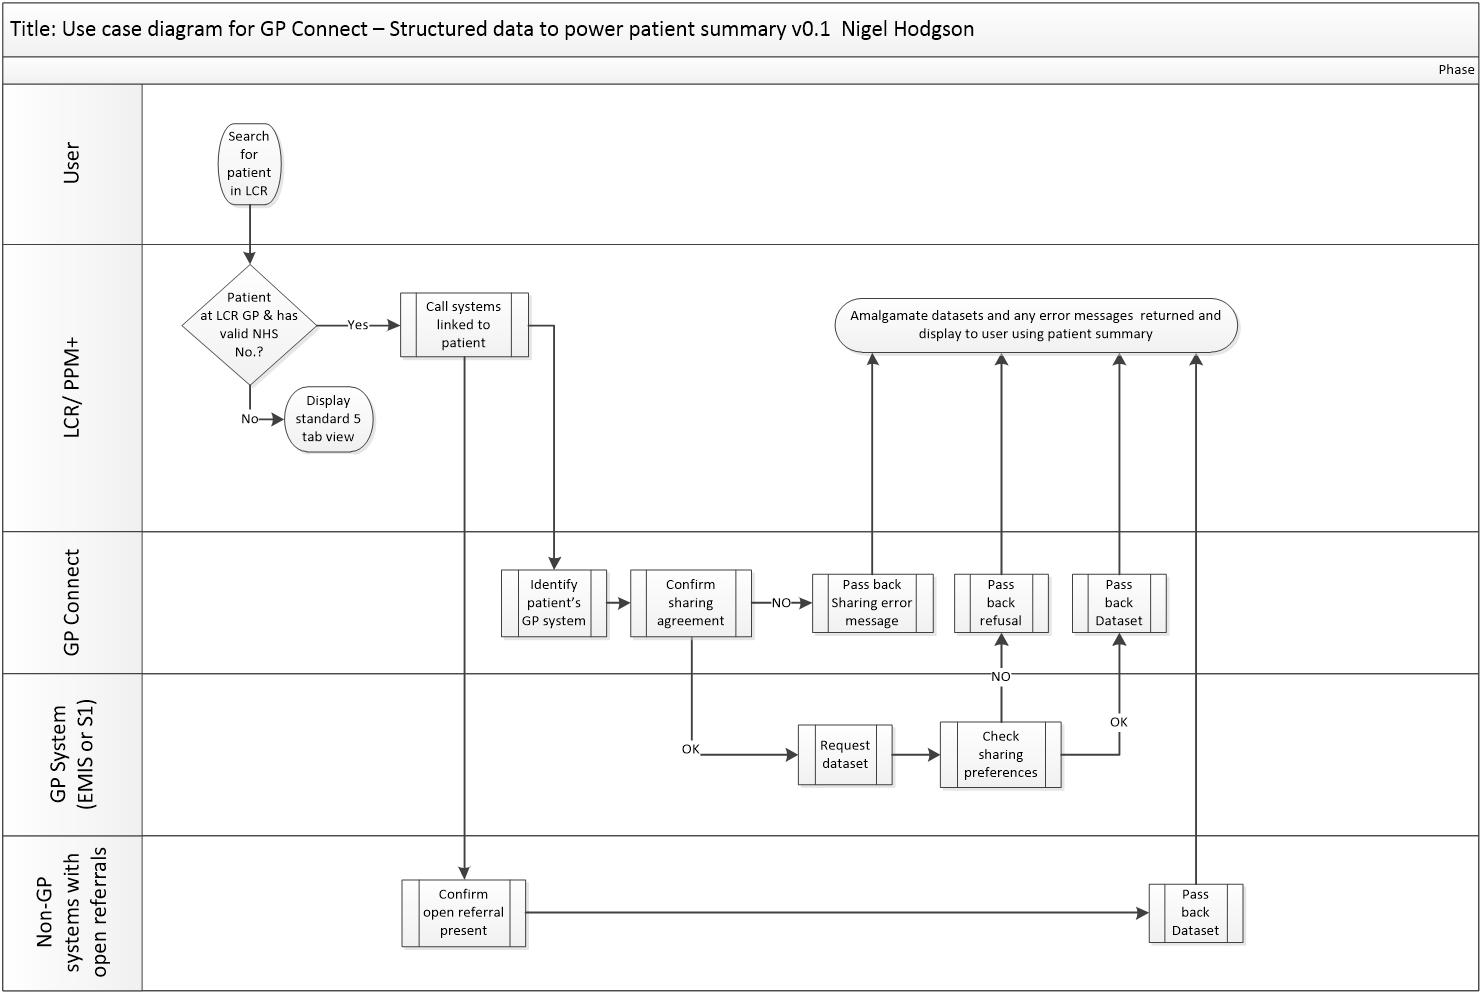 Title: Use case diagram for GP Connect – Structured data to power patient summary v0.1  Nigel Hodgson
Phase
User
Search
for
patient
in LCR
LCR/ PPM+
Patient
at LCR GP & has
valid NHS
No.?
Yes
No
Display
standard 5
tab view
Call systems
linked to
patient
Amalgamate datasets and any error messages  returned and
display to user using patient summary
GP Connect
Identify
patient's
GP system
Confirm
sharing
agreement
NO
Pass back
Sharing error
message
Pass
back
refusal
Pass
back
Dataset
GP System
(EMIS or S1)
OK
Request
dataset
Check
sharing
preferences
NO
OK
Non-GP
systems with
open referrals
Confirm
open referral
present
Pass
back
Dataset